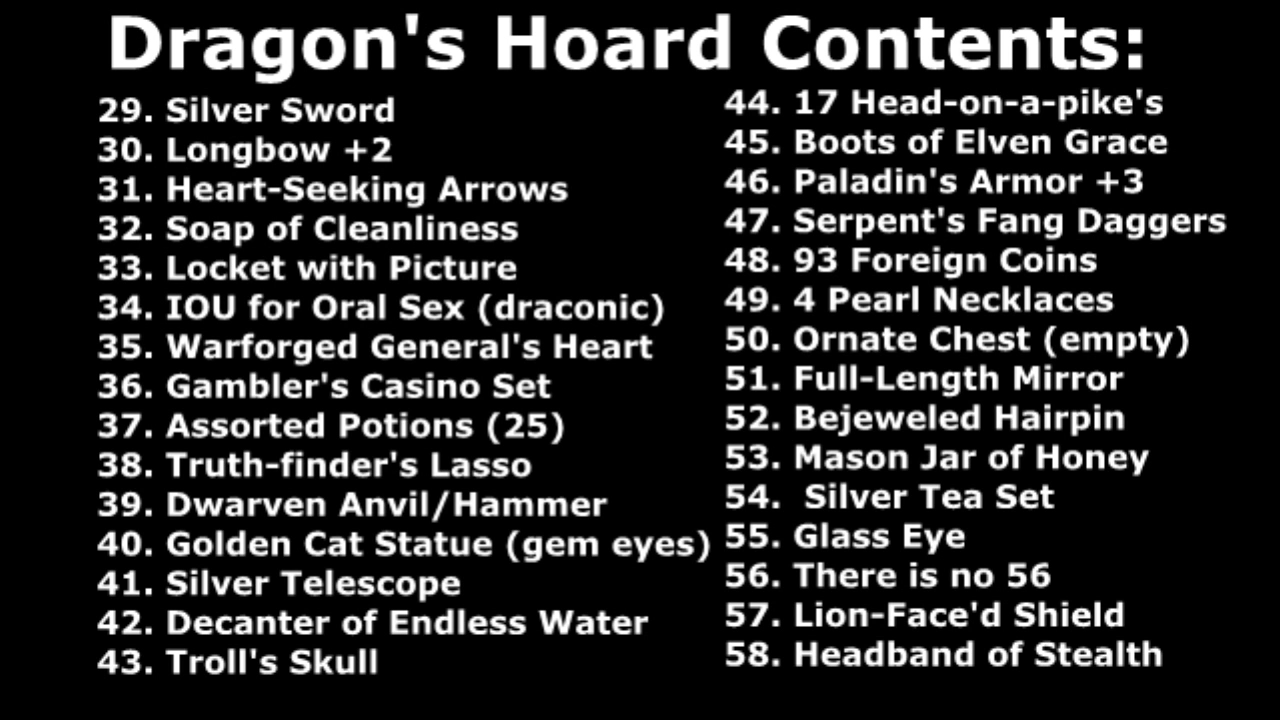 Dragon's Hoard Contents:
29. Silver Sword
30. Longbow +2
31. Heart-Seeking Arrows
32. Soap of Cleanliness
33. Locket with Picture
34. IOU for Oral Sex (draconic)
35. Warforged General's Heart
36. Gambler's Casino Set
37. Assorted Potions (25)
38. Truth-finder's Lasso
39. Dwarven Anvil/Hammer
40. Golden Cat Statue (gem eyes)
41. Silver Telescope
42. Decanter of Endless Water
43. Troll's Skull
44. 17 Head-on-a-pike's
45. Boots of Elven Grace
46. Paladin's Armor +3
47. Serpent's Fang Daggers
48. 93 Foreign Coins
49. 4 Pearl Necklaces
50. Ornate Chest (empty)
51. Full-Length Mirror
52. Bejeweled Hairpin
53. Mason Jar of Honey
54.  Silver Tea Set
55. Glass Eye
56. There is no 56
57. Lion-Face'd Shield
58. Headband of Stealth